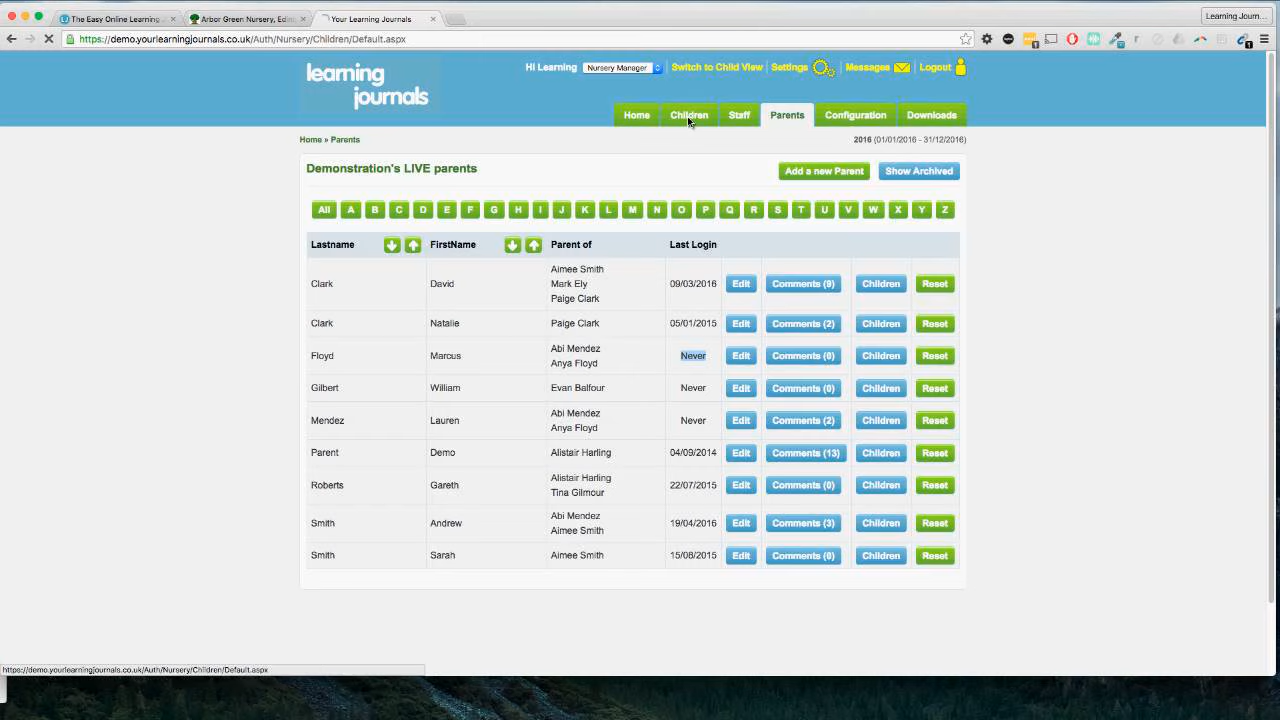 The Easy Online Learning
Arbor Green Nursery, Edin
Your Learning Journals
Learning Journ...
https://demo.yourlearningjournals.co.uk/Auth/Nursery/Children/Default.aspx
learning
journals
Hi Learning
Nursery Manager
Switch to Child View
Settings
Messages
Logout
Home
Children
Staff
Parents
Configuration
Downloads
Home » Parents
2016 (01/01/2016 - 31/12/2016)
Demonstration's LIVE parents
Add a new Parent
Show Archived
All A B C D E F G H I J K L M N O P Q R S T U V W X Y Z
Lastname FirstName Parent of Last Login
Aimee Smith
Clark David Mark Ely 09/03/2016 Edit Comments (9) Children Reset
Paige Clark
Clark Natalie Paige Clark 05/01/2015 Edit Comments (2) Children Reset
Abi Mendez
Floyd Marcus Never Edit Comments (0) Children Reset
Anya Floyd
Gilbert William Evan Balfour Never Edit Comments (0) Children Reset
Abi Mendez
Mendez Lauren Never Edit Comments (2) Children Reset
Anya Floyd
Parent Demo Alistair Harling 04/09/2014 Edit Comments (13) Children Reset
Alistair Harling
Roberts Gareth 22/07/2015 Edit Comments (0) Children Reset
Tina Gilmour
Abi Mendez
Smith Andrew 19/04/2016 Edit Comments (3) Children Reset
Aimee Smith
Smith Sarah Aimee Smith 15/08/2015 Edit Comments (0) Children Reset
https://demo.yourlearningjournals.co.uk/Auth/Nursery/Children/Default.aspx